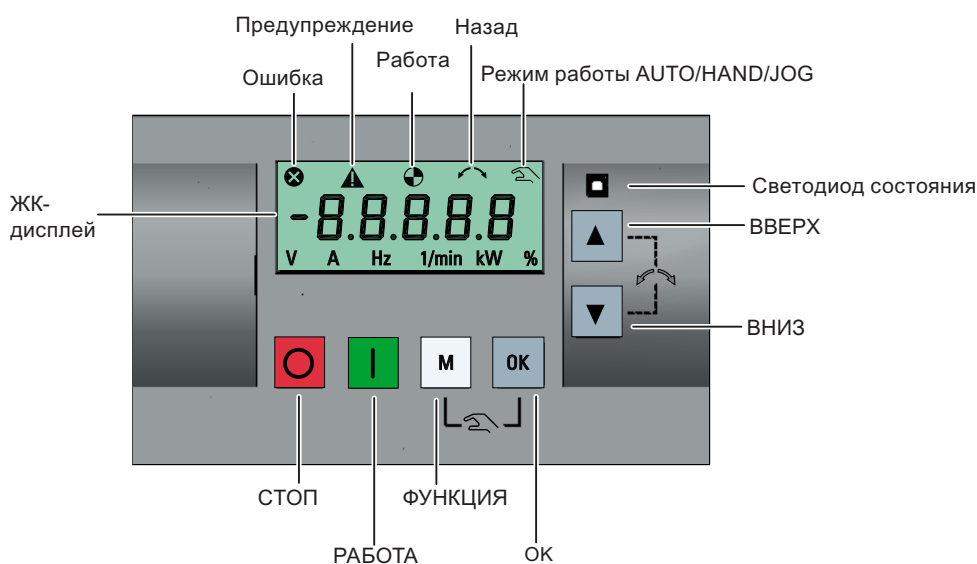 Предупреждение
Назад
Ошибка
Работа
Режим работы AUTO/HAND/JOG
ЖК-
дисплей
-8.8.8.8.8
V A Hz 1/min kW %
Светодиод состояния
ВВЕРХ
ВНИЗ
M
OK
СТОП
ФУНКЦИЯ
РАБОТА
OK